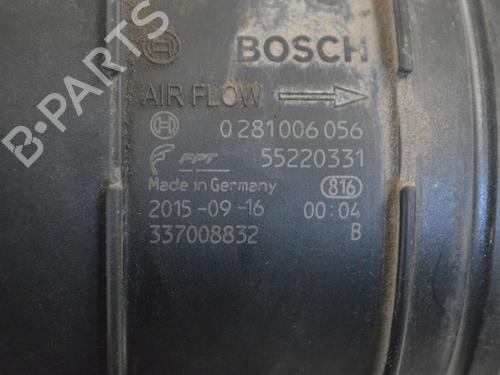 BOSCH
AIR FLOW
0 281 006 056
FPT 55220331
Made in Germany 816
2015-09-16 00:04
337008832 B